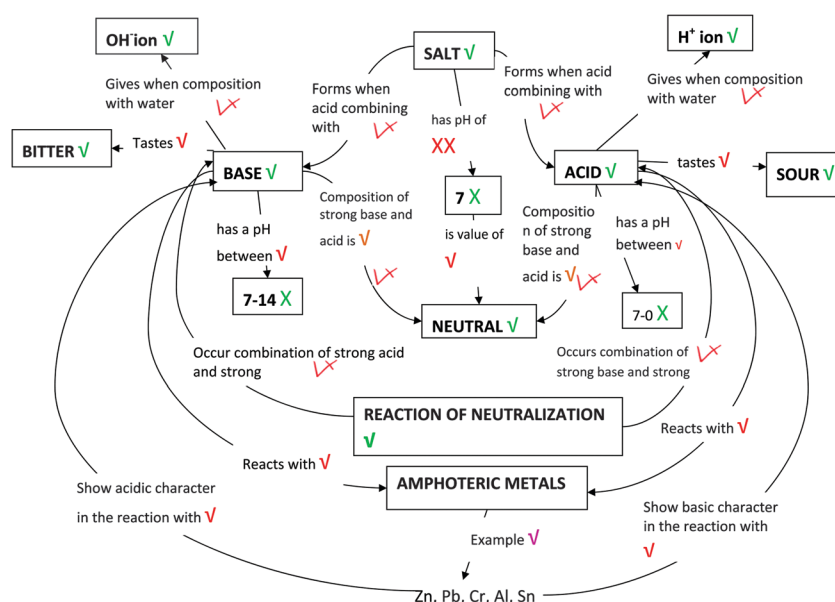 OH⁻ion √
SALT √
H⁺ ion √
Gives when composition
with water
Forms when
acid combining
with
has pH of
XX
Forms when acid
combining with
Gives when composition
with water
BITTER √
Tastes √
BASE √
ACID √
tastes √
SOUR √
7 X
Composition of
strong base and
acid is √
is value of
√
Compositio
n of strong
base and
acid is √
has a pH
between √
has a pH
between √
7-14 X
NEUTRAL √
7-0 X
Occur combination of strong acid
and strong
Occurs combination of
strong base and strong
REACTION OF NEUTRALIZATION
√
Reacts with √
Reacts with √
AMPHOTERIC METALS
Show acidic character
in the reaction with √
Show basic character
in the reaction with
√
Example √
Zn, Pb, Cr, Al, Sn